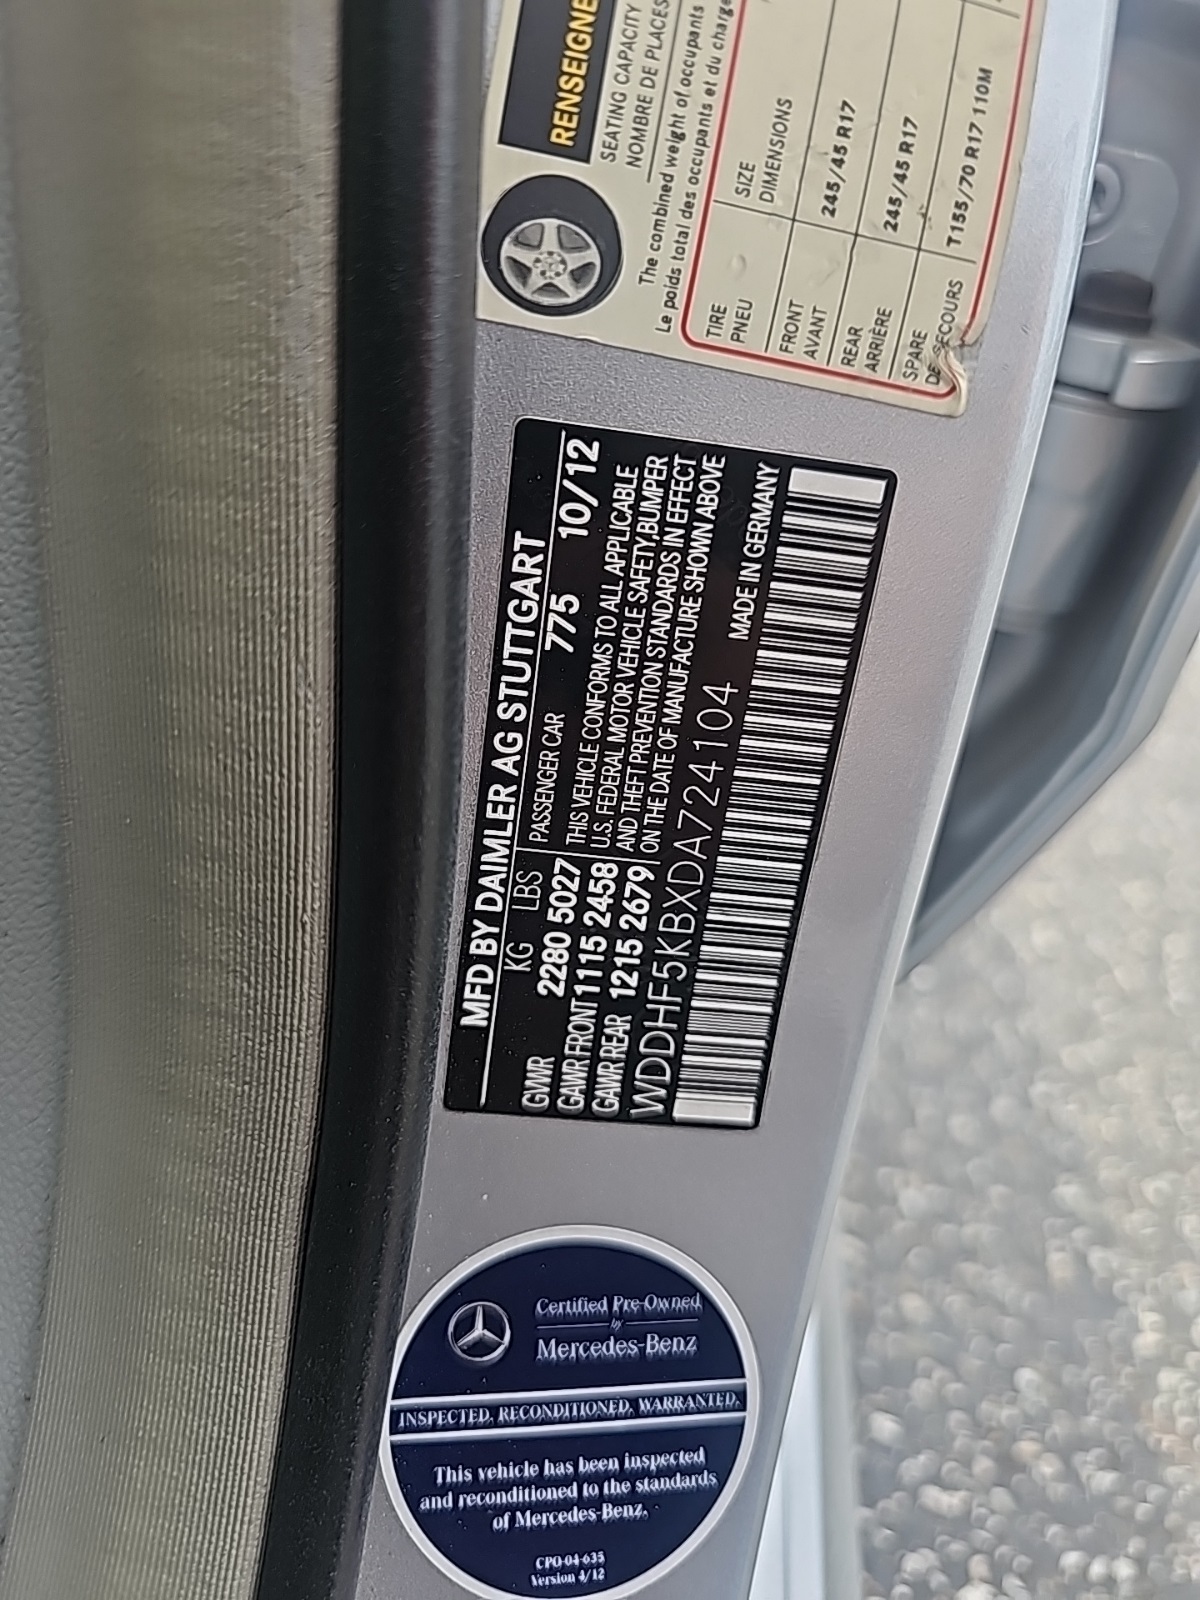 RENSEIGNE
SEATING CAPACITY
NOMBRE DE PLACES
The combined weight of occupants
Le poids total des occupants et du charge
TIRE SIZE
PNEU DIMENSIONS
FRONT 245/45 R17
AVANT
REAR 245/45 R17
ARRIÈRE
SPARE T155/70 R17 110M
DE SECOURS
MFD BY DAIMLER AG STUTTGART
KG LBS PASSENGER CAR 775 10/12
GVWR 2280 5027 THIS VEHICLE CONFORMS TO ALL APPLICABLE
GAWR FRONT 1115 2458 U.S. FEDERAL MOTOR VEHICLE SAFETY,BUMPER
GAWR REAR 1215 2679 AND THEFT PREVENTION STANDARDS IN EFFECT
ON THE DATE OF MANUFACTURE SHOWN ABOVE
WDDHF5KBXDA724104 MADE IN GERMANY
Certified Pre-Owned
by
Mercedes-Benz
INSPECTED. RECONDITIONED. WARRANTED.
This vehicle has been inspected
and reconditioned to the standards
of Mercedes-Benz.
CPO-04-635
Version 4/12